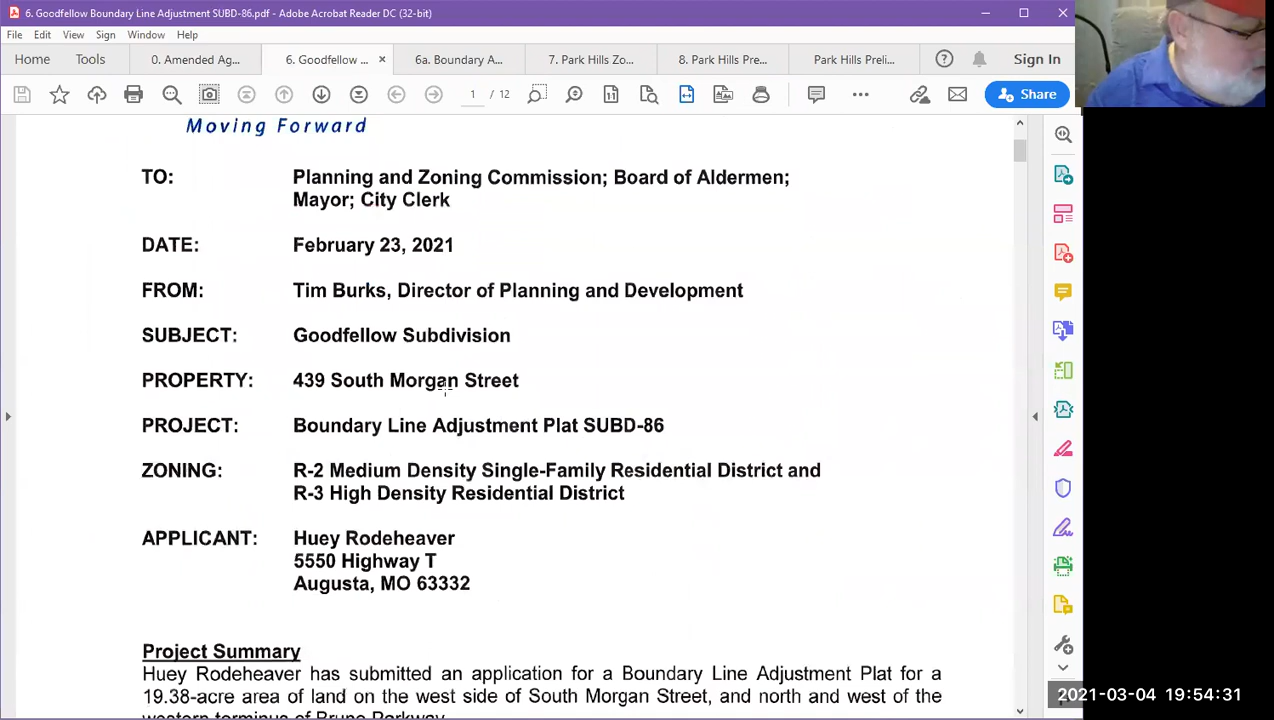 6. Goodfellow Boundary Line Adjustment SUBD-86.pdf - Adobe Acrobat Reader DC (32-bit)
File Edit View Sign Window Help
Home Tools 0. Amended Ag... 6. Goodfellow ... 6a. Boundary A... 7. Park Hills Zo... 8. Park Hills Pre... Park Hills Preli... Sign In
1 / 12 Share
Moving Forward
TO: Planning and Zoning Commission; Board of Aldermen;
Mayor; City Clerk
DATE: February 23, 2021
FROM: Tim Burks, Director of Planning and Development
SUBJECT: Goodfellow Subdivision
PROPERTY: 439 South Morgan Street
PROJECT: Boundary Line Adjustment Plat SUBD-86
ZONING: R-2 Medium Density Single-Family Residential District and
R-3 High Density Residential District
APPLICANT: Huey Rodeheaver
5550 Highway T
Augusta, MO 63332
Project Summary
Huey Rodeheaver has submitted an application for a Boundary Line Adjustment Plat for a
19.38-acre area of land on the west side of South Morgan Street, and north and west of the
western terminus of Bruns Parkway.
2021-03-04 19:54:31